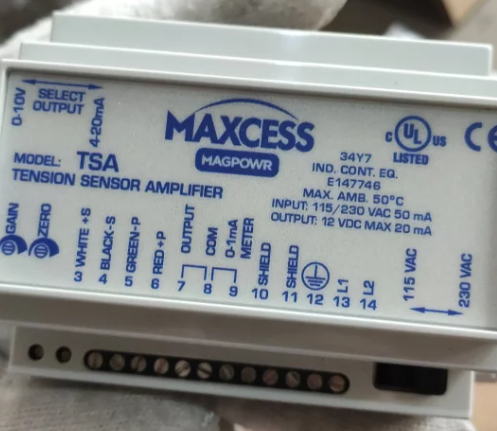 0-10V
SELECT
OUTPUT
4-20mA
MAXCESS
MAGPOWR
MODEL: TSA
TENSION SENSOR AMPLIFIER
C UL US
LISTED
CE
34Y7
IND. CONT. EQ.
E147746
MAX. AMB. 50°C
INPUT: 115/230 VAC 50 mA
OUTPUT: 12 VDC MAX 20 mA
GAIN
ZERO
3 WHITE +S
4 BLACK-S
5 GREEN-P
6 RED +P
7 OUTPUT
8 COM
9 0-1mA METER
10 SHIELD
11 SHIELD
12
13 L1
14 L2
115 VAC
230 VAC